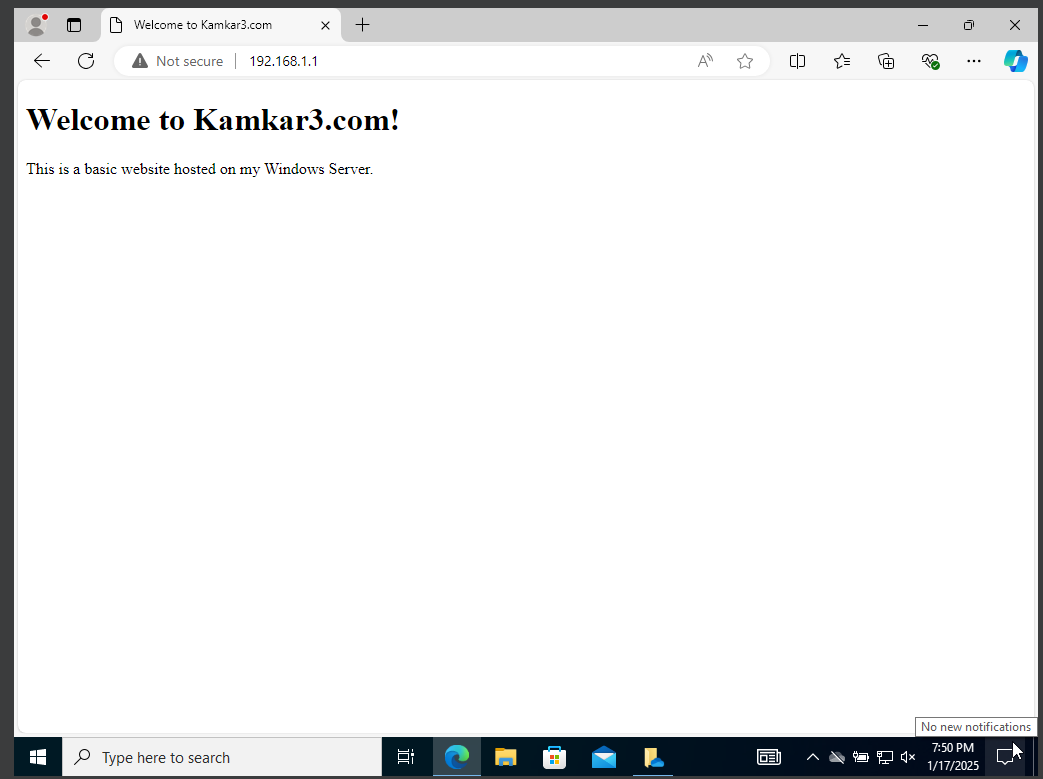 Welcome to Kamkar3.com
Not secure
192.168.1.1
Welcome to Kamkar3.com!
This is a basic website hosted on my Windows Server.
No new notifications
Type here to search
7:50 PM
1/17/2025